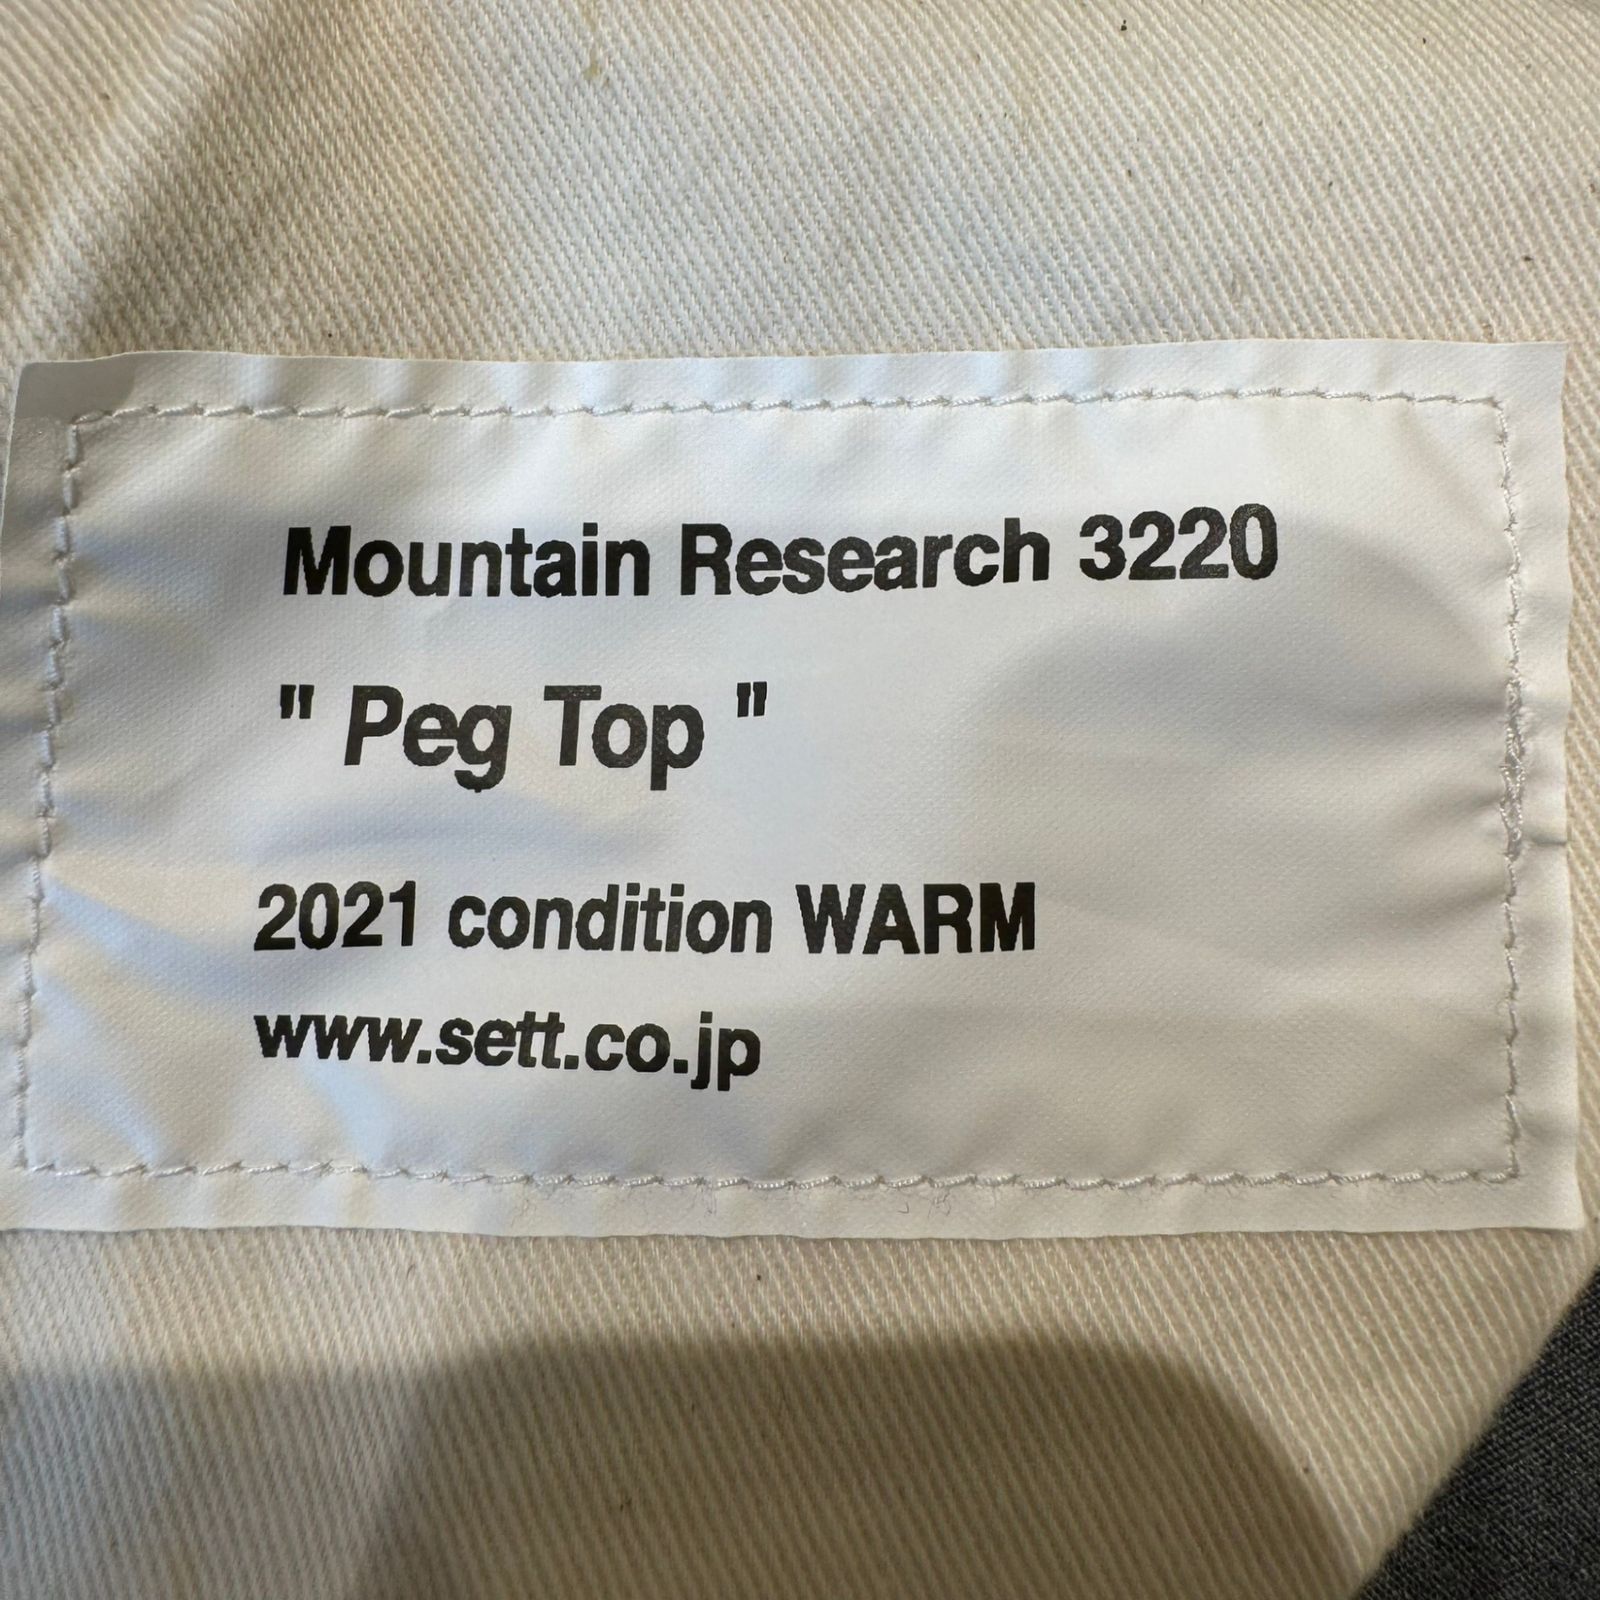 Mountain Research 3220
" Peg Top "
2021 condition WARM
www.sett.co.jp